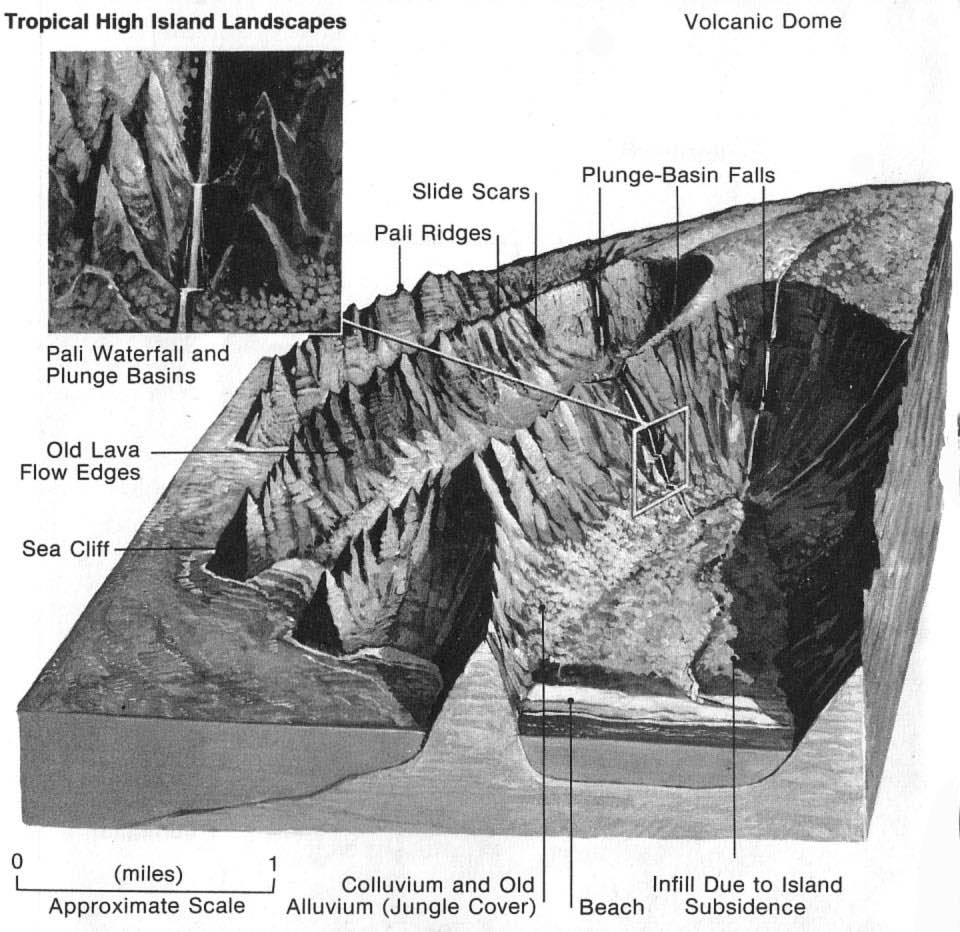 Tropical High Island Landscapes
Volcanic Dome
Plunge-Basin Falls
Slide Scars
Pali Ridges
Pali Waterfall and
Plunge Basins
Old Lava
Flow Edges
Sea Cliff
0 (miles) 1
Approximate Scale
Colluvium and Old
Alluvium (Jungle Cover)
Beach
Infill Due to Island
Subsidence